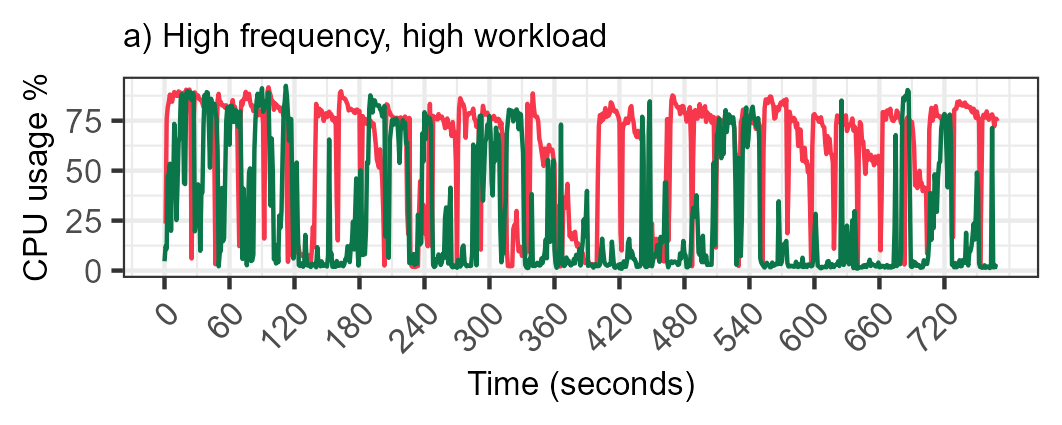 a) High frequency, high workload
CPU usage %
75
50
25
0
0 60 120 180 240 300 360 420 480 540 600 660 720
Time (seconds)